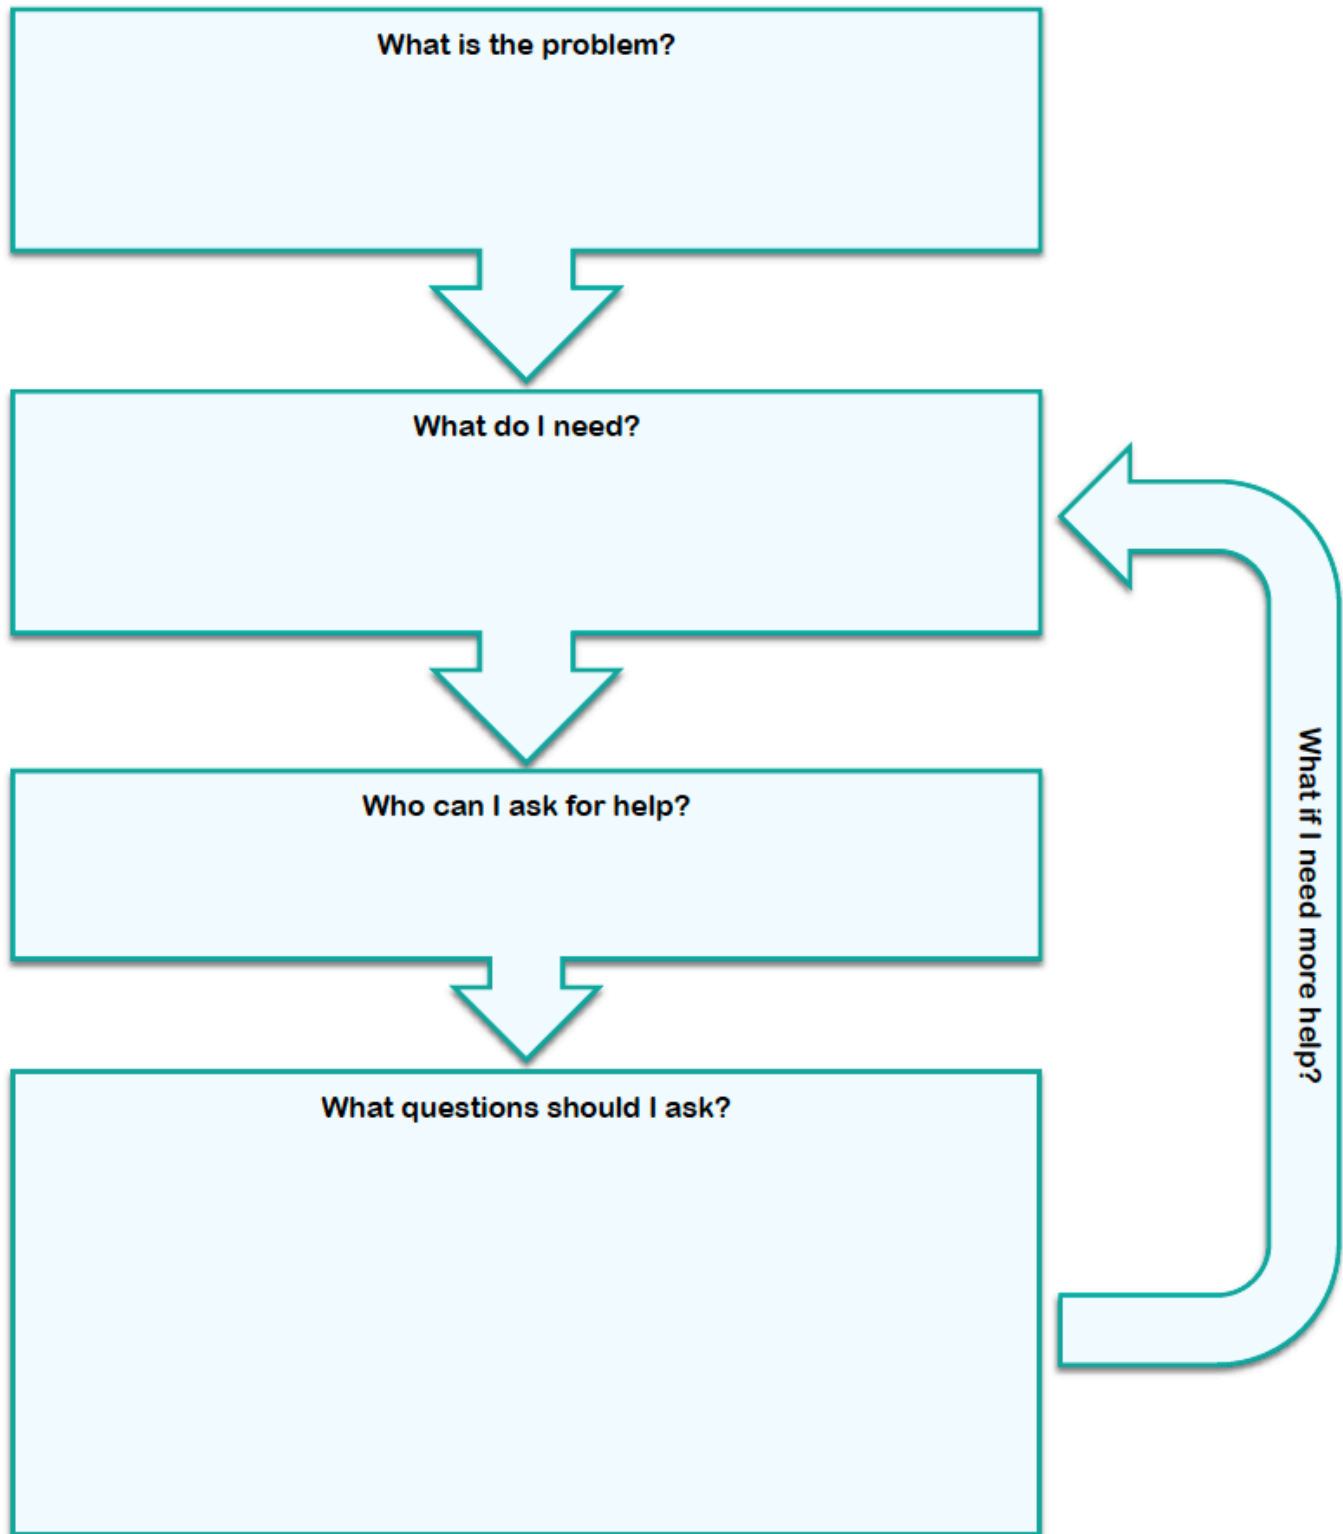 What is the problem?
What do I need?
Who can I ask for help?
What questions should I ask?
What if I need more help?